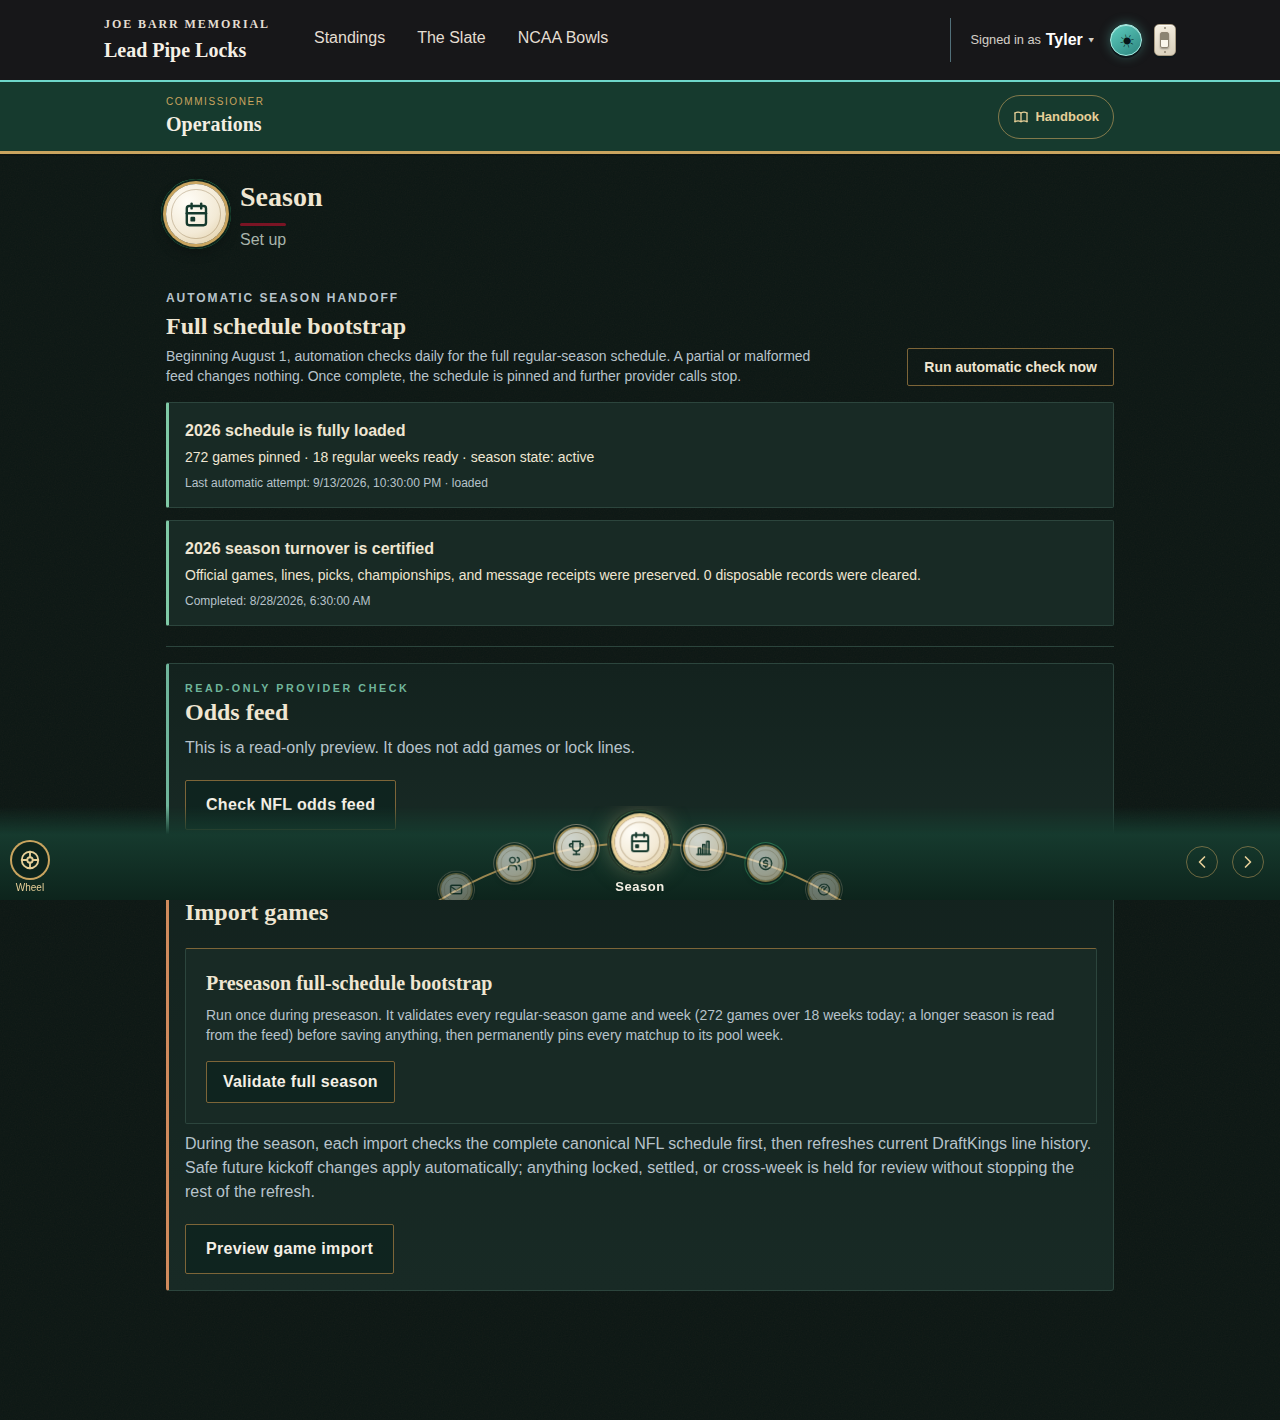 JOE BARR MEMORIAL
Lead Pipe Locks
Standings
The Slate
NCAA Bowls
Signed in as Tyler ▾
COMMISSIONER
Operations
Handbook
Season
Set up
AUTOMATIC SEASON HANDOFF
Full schedule bootstrap
Beginning August 1, automation checks daily for the full regular-season schedule. A partial or malformed
feed changes nothing. Once complete, the schedule is pinned and further provider calls stop.
Run automatic check now
2026 schedule is fully loaded
272 games pinned · 18 regular weeks ready · season state: active
Last automatic attempt: 9/13/2026, 10:30:00 PM · loaded
2026 season turnover is certified
Official games, lines, picks, championships, and message receipts were preserved. 0 disposable records were cleared.
Completed: 8/28/2026, 6:30:00 AM
READ-ONLY PROVIDER CHECK
Odds feed
This is a read-only preview. It does not add games or lock lines.
Check NFL odds feed
Wheel
Season
Import games
Preseason full-schedule bootstrap
Run once during preseason. It validates every regular-season game and week (272 games over 18 weeks today; a longer season is read
from the feed) before saving anything, then permanently pins every matchup to its pool week.
Validate full season
During the season, each import checks the complete canonical NFL schedule first, then refreshes current DraftKings line history.
Safe future kickoff changes apply automatically; anything locked, settled, or cross-week is held for review without stopping the
rest of the refresh.
Preview game import